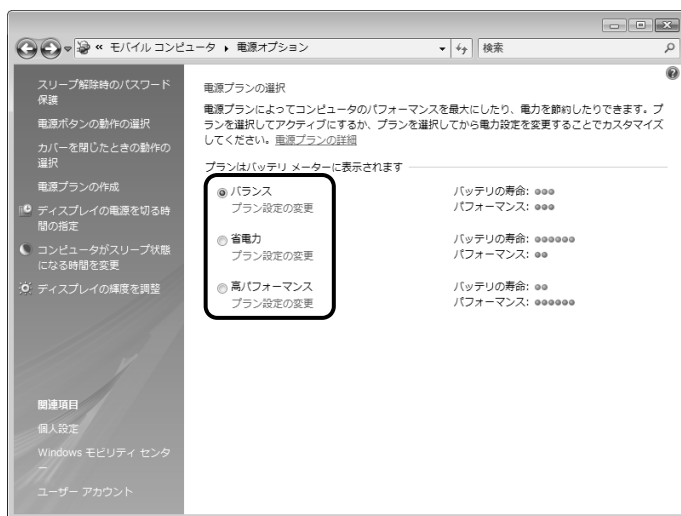 « モバイル コンピュータ ▸ 電源オプション
検索
スリープ解除時のパスワード
保護
電源ボタンの動作の選択
カバーを閉じたときの動作の
選択
電源プランの作成
ディスプレイの電源を切る時
間の指定
コンピュータがスリープ状態
になる時間を変更
ディスプレイの輝度を調整
関連項目
個人設定
Windows モビリティ センタ
ー
ユーザー アカウント
電源プランの選択
電源プランによってコンピュータのパフォーマンスを最大にしたり、電力を節約したりできます。プ
ランを選択してアクティブにするか、プランを選択してから電力設定を変更することでカスタマイズ
してください。電源プランの詳細
プランはバッテリ メーターに表示されます
バランス
バッテリの寿命:
プラン設定の変更
パフォーマンス:
省電力
バッテリの寿命:
プラン設定の変更
パフォーマンス:
高パフォーマンス
バッテリの寿命:
プラン設定の変更
パフォーマンス: